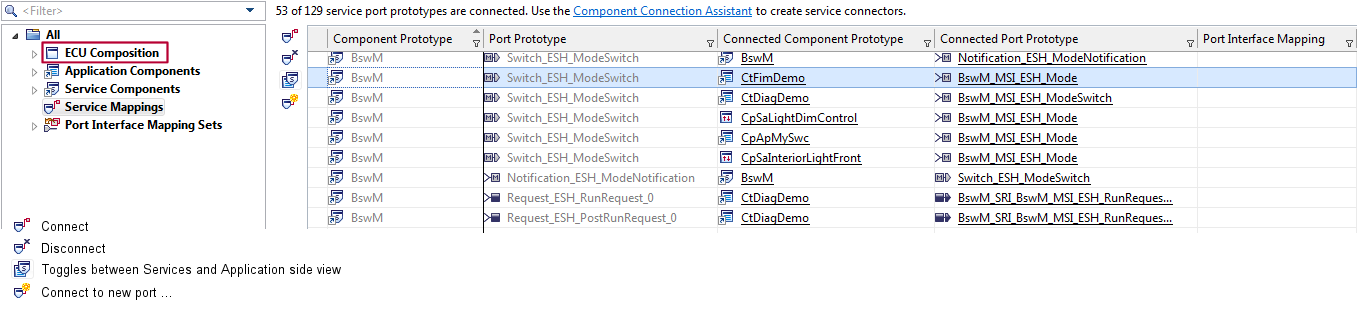 <Filter>
53 of 129 service port prototypes are connected. Use the Component Connection Assistant to create service connectors.
All
ECU Composition
Application Components
Service Components
Service Mappings
Port Interface Mapping Sets
Component Prototype Port Prototype Connected Component Prototype Connected Port Prototype Port Interface Mapping
BswM Switch_ESH_ModeSwitch BswM Notification_ESH_ModeNotification
BswM Switch_ESH_ModeSwitch CtFimDemo BswM_MSI_ESH_Mode
BswM Switch_ESH_ModeSwitch CtDiagDemo BswM_MSI_ESH_ModeSwitch
BswM Switch_ESH_ModeSwitch CpSaLightDimControl BswM_MSI_ESH_Mode
BswM Switch_ESH_ModeSwitch CpApMySwc BswM_MSI_ESH_Mode
BswM Switch_ESH_ModeSwitch CpSaInteriorLightFront BswM_MSI_ESH_Mode
BswM Notification_ESH_ModeNotification BswM Switch_ESH_ModeSwitch
BswM Request_ESH_RunRequest_0 CtDiagDemo BswM_SRI_BswM_MSI_ESH_RunReques...
BswM Request_ESH_PostRunRequest_0 CtDiagDemo BswM_SRI_BswM_MSI_ESH_RunReques...
Connect
Disconnect
Toggles between Services and Application side view
Connect to new port ...